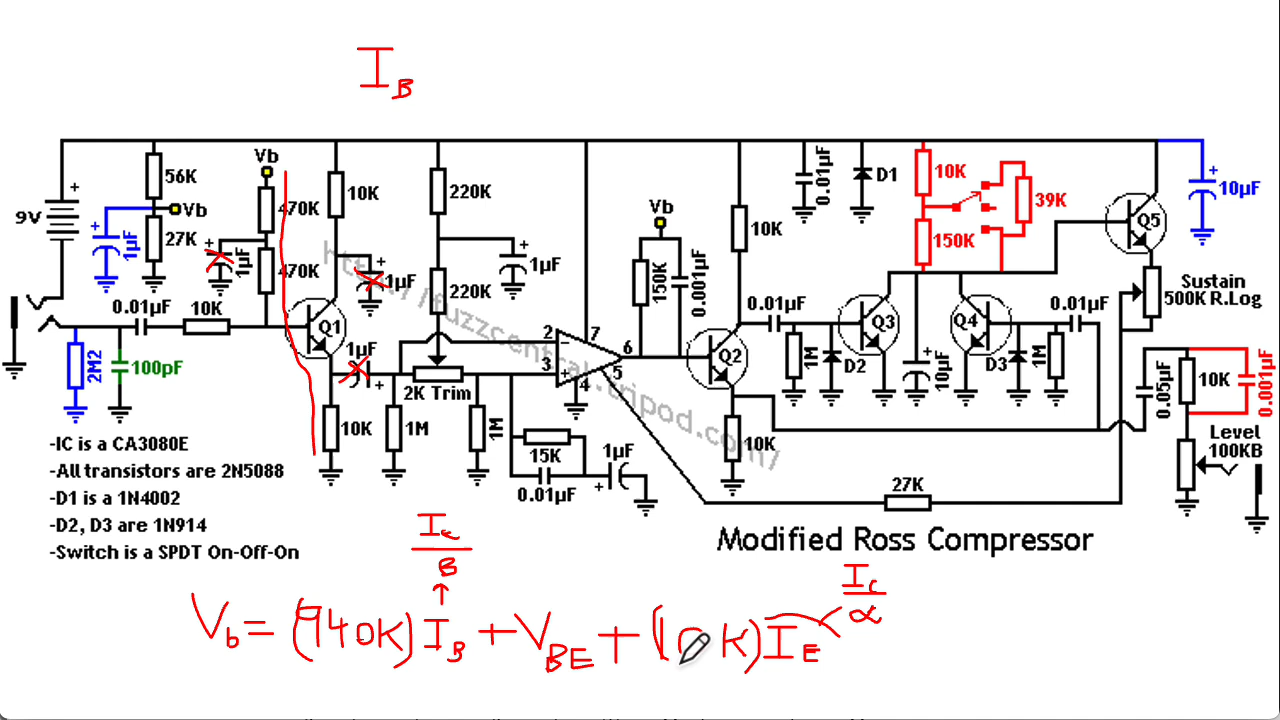 I_B
Vb
56K
470K
10K
220K
0.01µF
D1
Vb
10K
10K
39K
10µF
9V
Vb
1µF
27K
470K
1µF
1µF
220K
1µF
150K
0.001µF
150K
Q5
Sustain
500K R.Log
0.01µF
10K
Q1
1µF
2K Trim
2
−
+
3
7
6
4
5
Q2
0.01µF
1M
D2
Q3
10µF
Q4
D3
1M
0.01µF
2M2
100pF
10K
1M
1M
15K
0.01µF
1µF
10K
0.05µF
10K
0.001µF
Level
100KB
27K
http://fuzzcentral.tripod.com/
-IC is a CA3080E
-All transistors are 2N5088
-D1 is a 1N4002
-D2, D3 are 1N914
-Switch is a SPDT On-Off-On
Modified Ross Compressor
I_C
B
I_C
α
V_b = (940K) I_B + V_BE + (10K) I_E